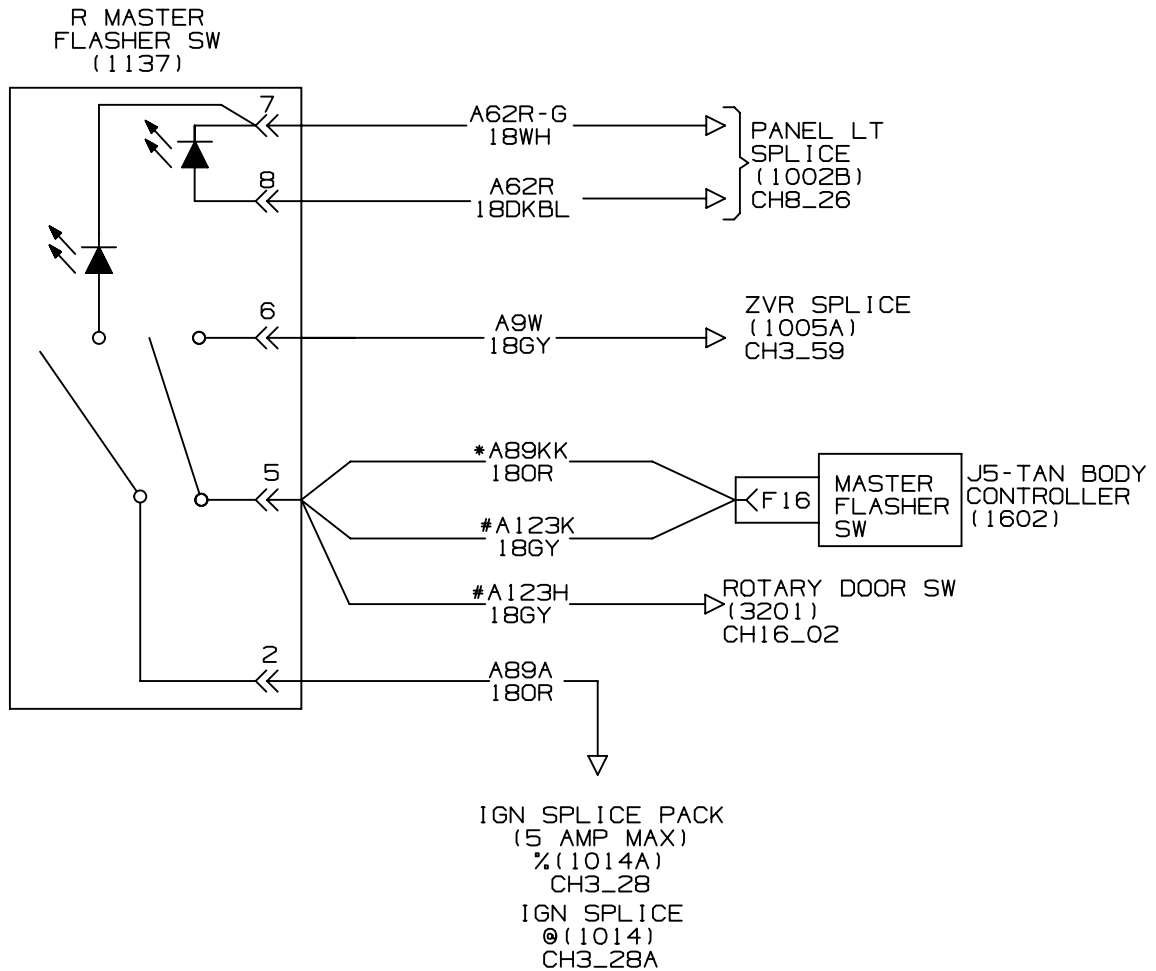 R MASTER
FLASHER SW
(1137)
7
A62R-G
18WH
8
A62R
18DKBL
PANEL LT
SPLICE
(1002B)
CH8_26
6
A9W
18GY
ZVR SPLICE
(1005A)
CH3_59
5
*A89KK
18OR
#A123K
18GY
F16
MASTER
FLASHER
SW
J5-TAN BODY
CONTROLLER
(1602)
#A123H
18GY
ROTARY DOOR SW
(3201)
CH16_02
2
A89A
18OR
IGN SPLICE PACK
(5 AMP MAX)
%(1014A)
CH3_28
IGN SPLICE
@(1014)
CH3_28A